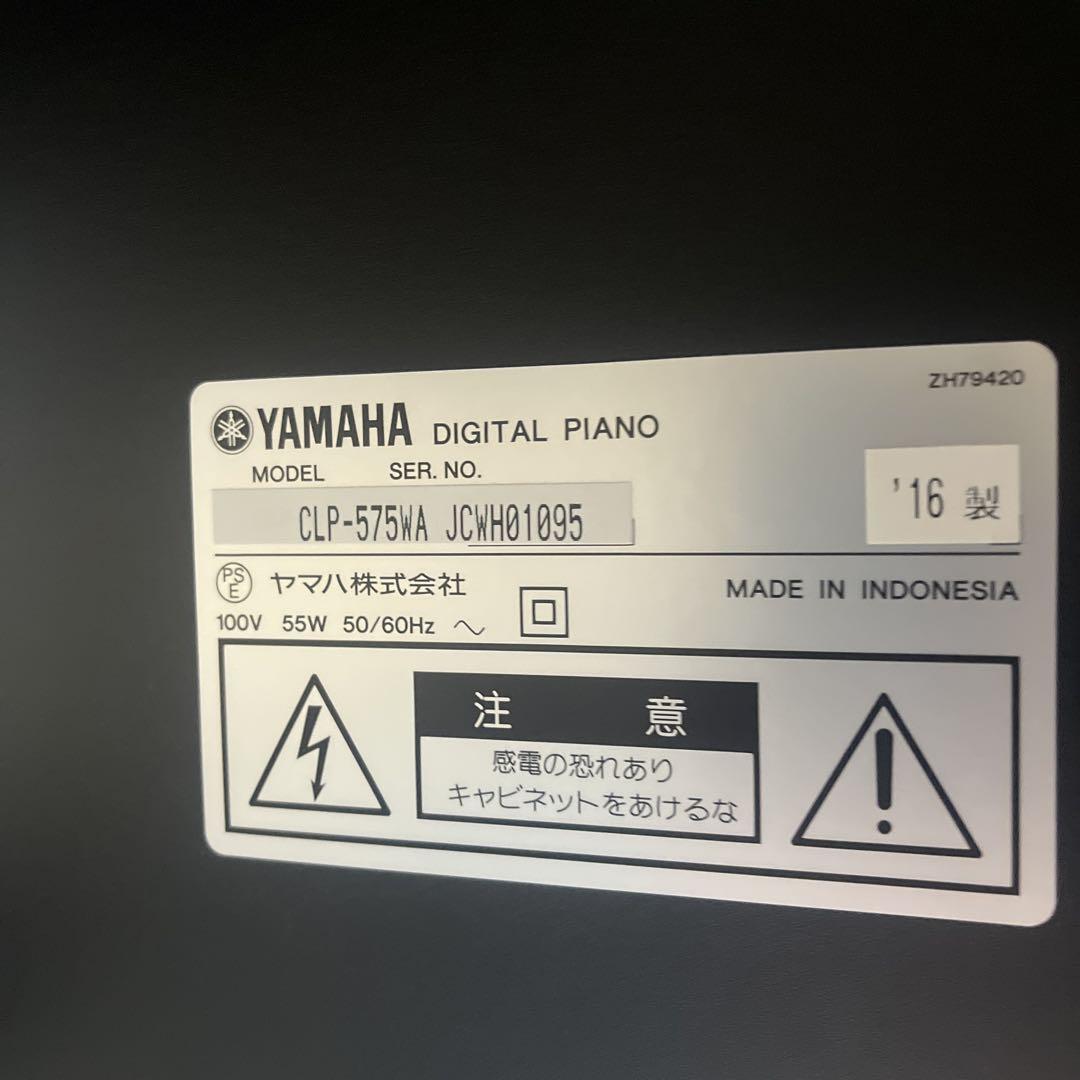 ZH79420
YAMAHA DIGITAL PIANO
MODEL SER. NO.
CLP-575WA JCWH01095
'16 製
PSE ヤマハ株式会社
MADE IN INDONESIA
100V 55W 50/60Hz ～
注意
感電の恐れあり
キャビネットをあけるな